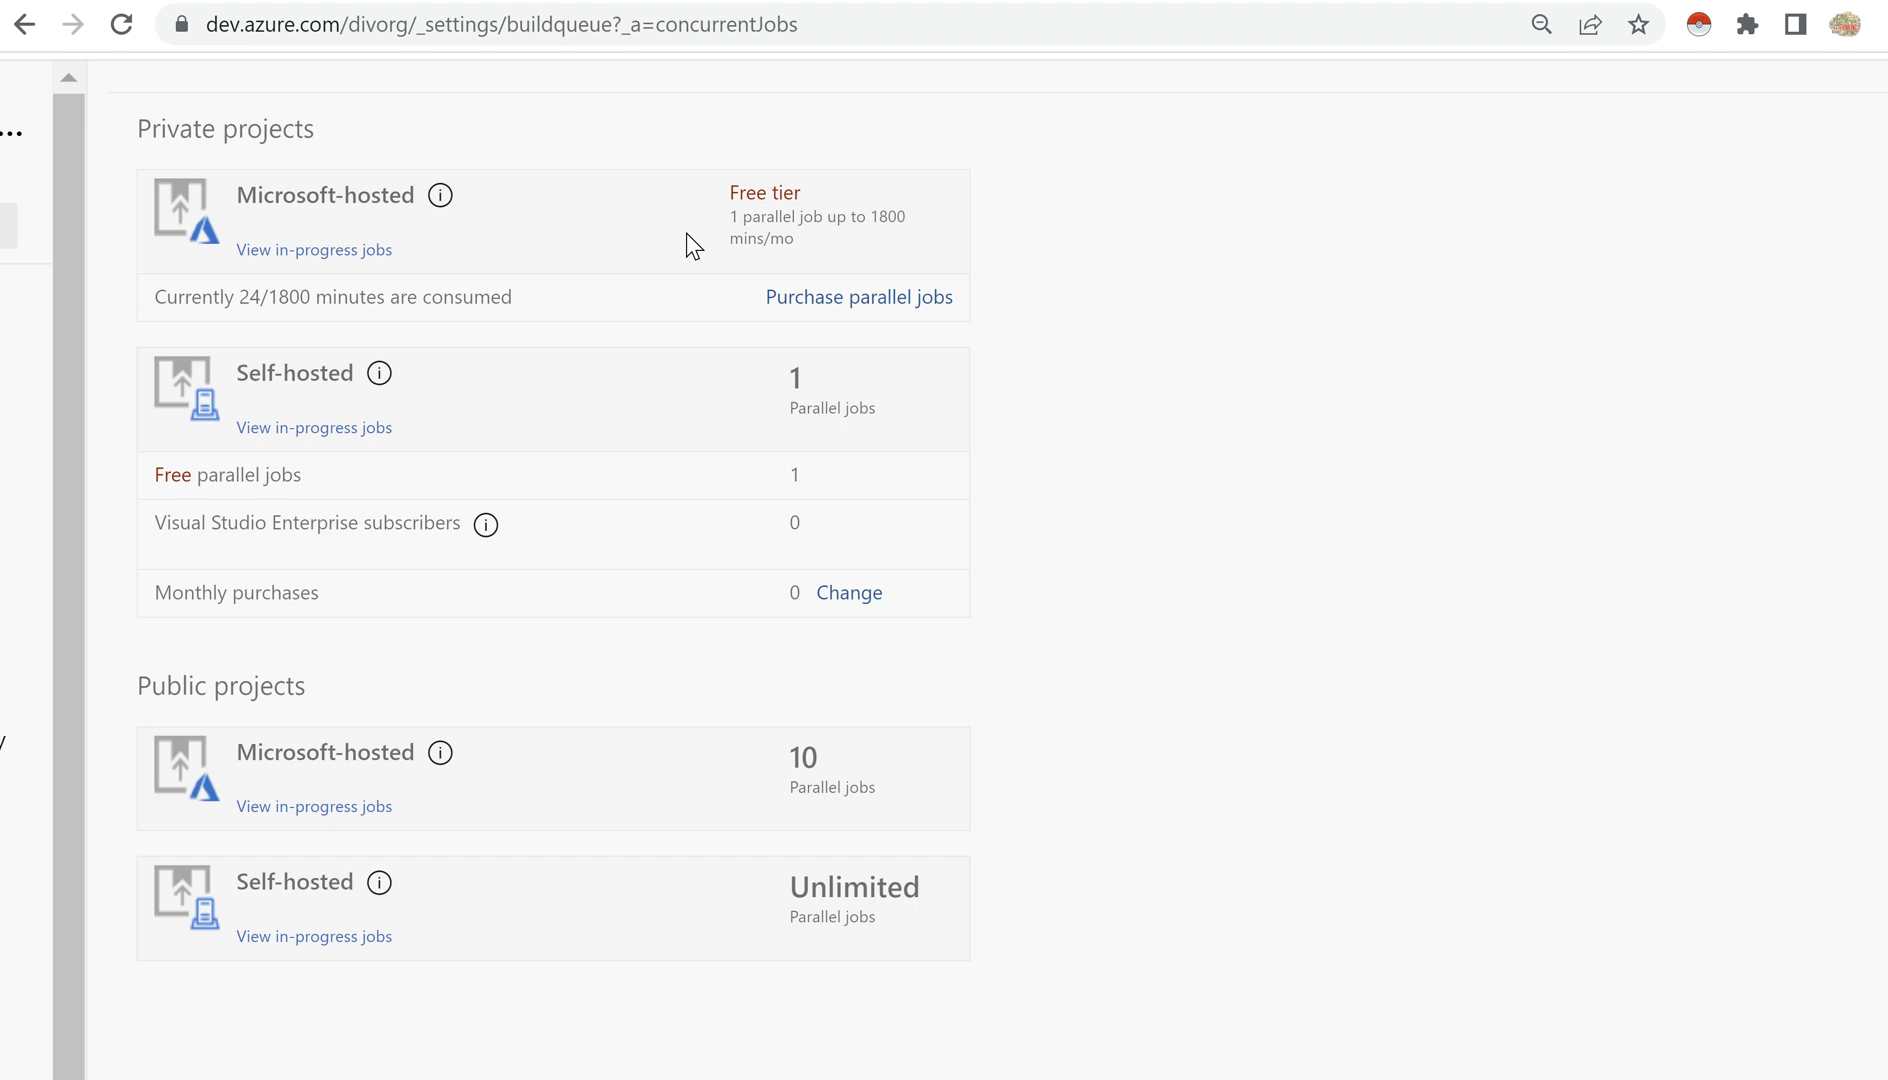 dev.azure.com/divorg/_settings/buildqueue?_a=concurrentJobs
...
Private projects
Microsoft-hosted
Free tier
1 parallel job up to 1800
mins/mo
View in-progress jobs
Currently 24/1800 minutes are consumed
Purchase parallel jobs
Self-hosted
1
Parallel jobs
View in-progress jobs
Free parallel jobs
1
Visual Studio Enterprise subscribers
0
Monthly purchases
0 Change
Public projects
y
Microsoft-hosted
10
Parallel jobs
View in-progress jobs
Self-hosted
Unlimited
Parallel jobs
View in-progress jobs